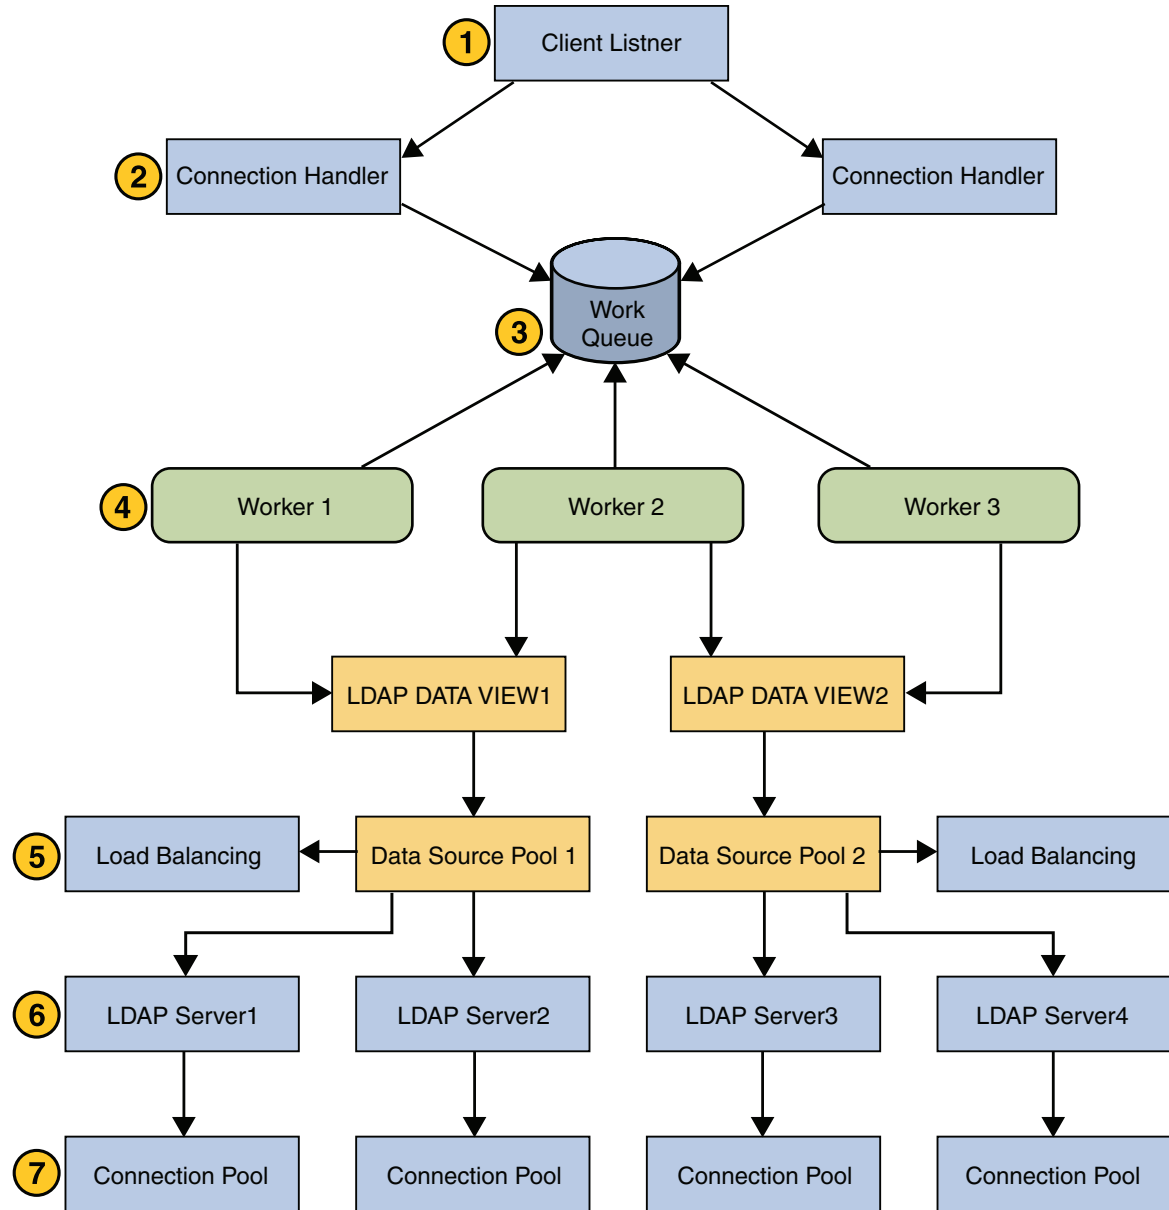 1
Client Listner
2
Connection Handler
Connection Handler
3
Work
Queue
4
Worker 1
Worker 2
Worker 3
LDAP DATA VIEW1
LDAP DATA VIEW2
5
Load Balancing
Data Source Pool 1
Data Source Pool 2
Load Balancing
6
LDAP Server1
LDAP Server2
LDAP Server3
LDAP Server4
7
Connection Pool
Connection Pool
Connection Pool
Connection Pool